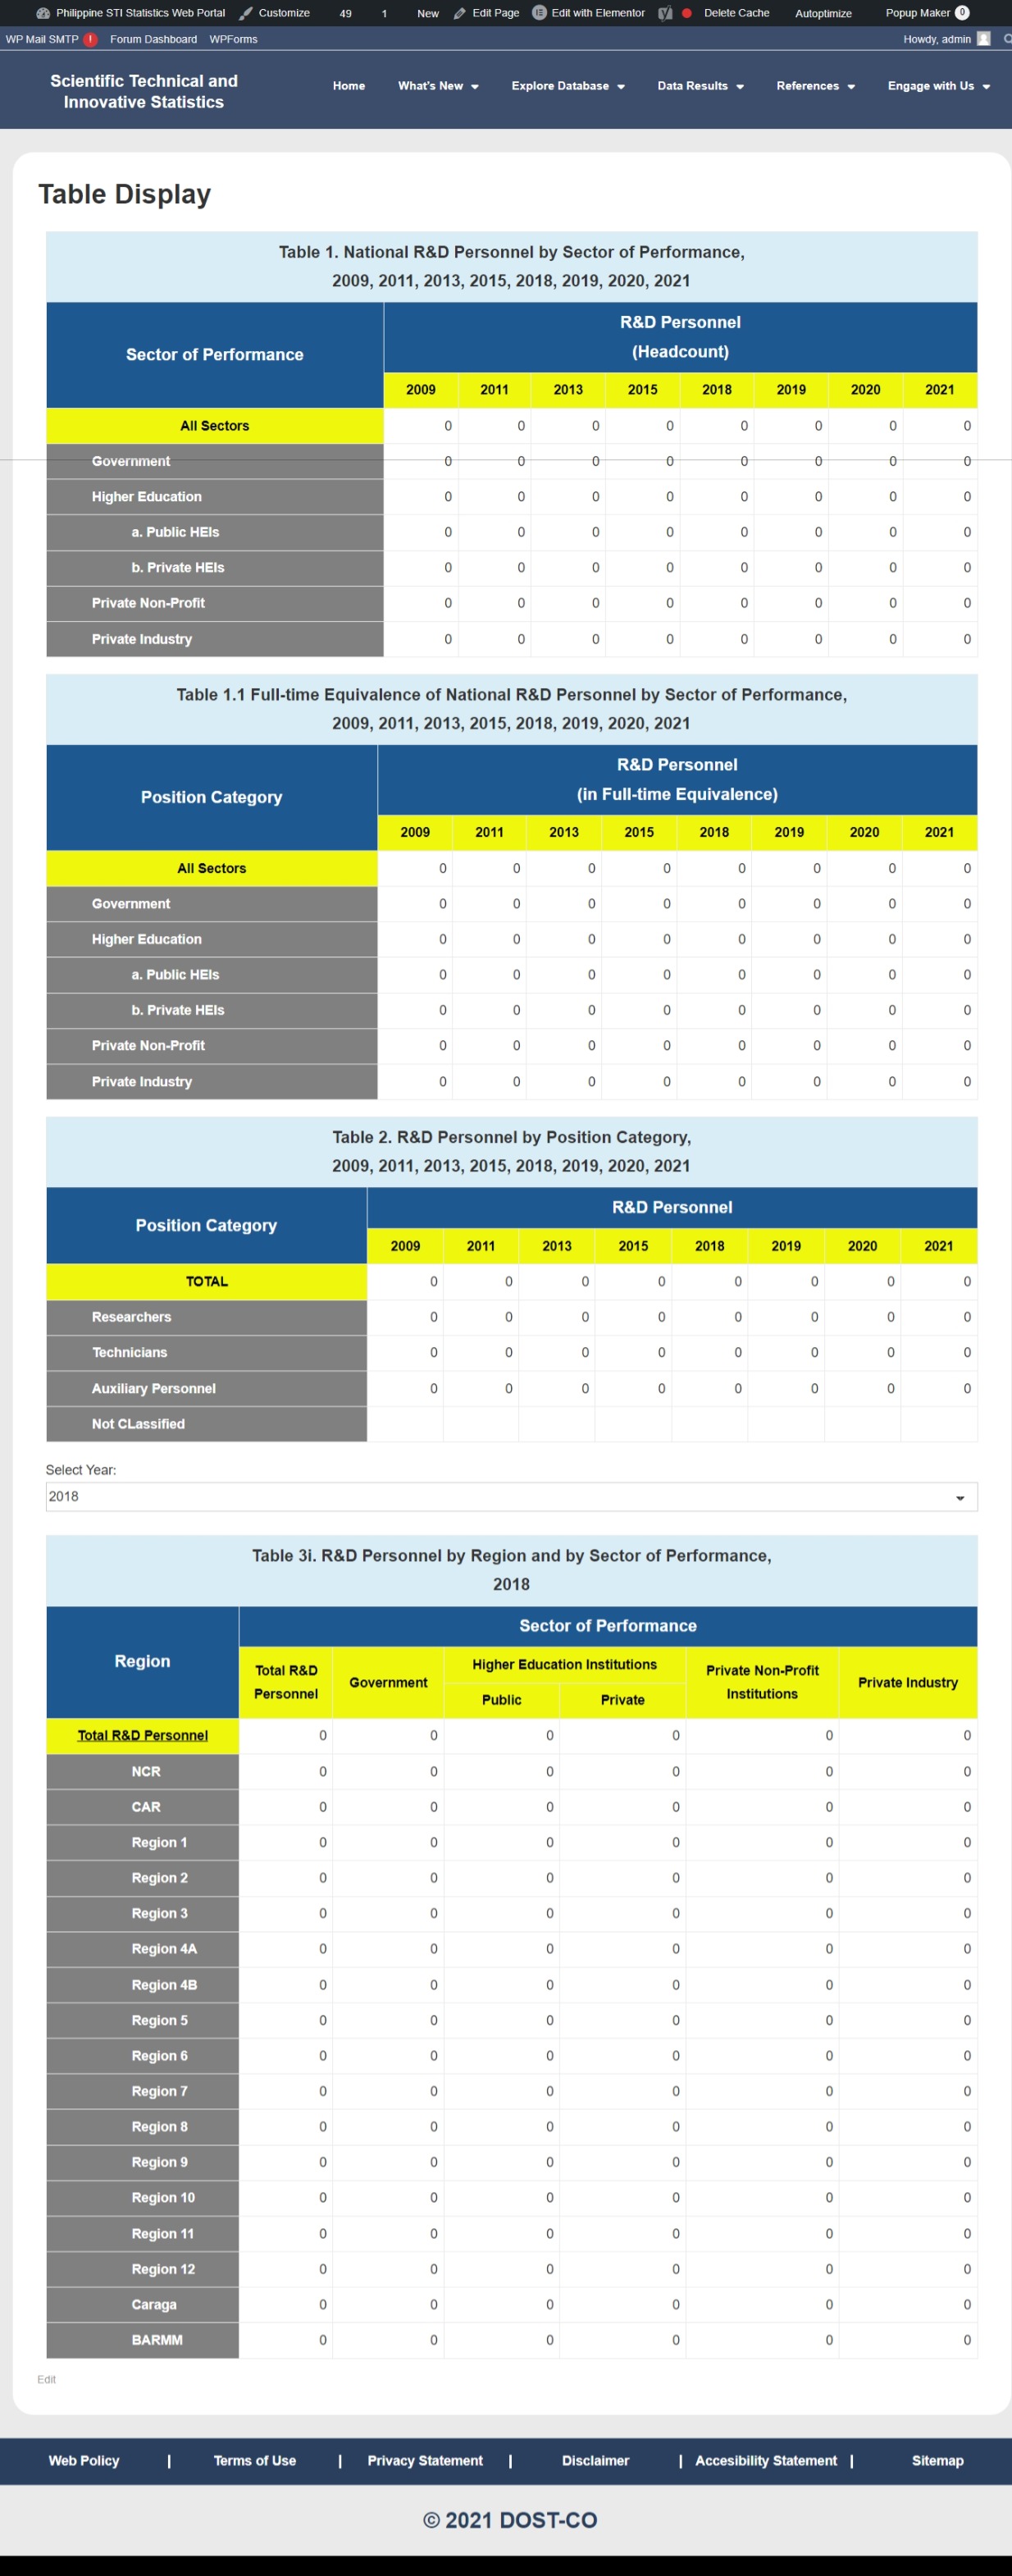 Philippine STI Statistics Web Portal Customize 49 1 New Edit Page Edit with Elementor Delete Cache Autoptimize Popup Maker 0
WP Mail SMTP ! Forum Dashboard WPForms Howdy, admin
Scientific Technical and
Innovative Statistics
Home What's New Explore Database Data Results References Engage with Us
Table Display
Table 1. National R&D Personnel by Sector of Performance,
2009, 2011, 2013, 2015, 2018, 2019, 2020, 2021
Sector of Performance
R&D Personnel
(Headcount)
2009 2011 2013 2015 2018 2019 2020 2021
All Sectors 0 0 0 0 0 0 0 0
Government 0 0 0 0 0 0 0 0
Higher Education 0 0 0 0 0 0 0 0
a. Public HEIs 0 0 0 0 0 0 0 0
b. Private HEIs 0 0 0 0 0 0 0 0
Private Non-Profit 0 0 0 0 0 0 0 0
Private Industry 0 0 0 0 0 0 0 0
Table 1.1 Full-time Equivalence of National R&D Personnel by Sector of Performance,
2009, 2011, 2013, 2015, 2018, 2019, 2020, 2021
Position Category
R&D Personnel
(in Full-time Equivalence)
2009 2011 2013 2015 2018 2019 2020 2021
All Sectors 0 0 0 0 0 0 0 0
Government 0 0 0 0 0 0 0 0
Higher Education 0 0 0 0 0 0 0 0
a. Public HEIs 0 0 0 0 0 0 0 0
b. Private HEIs 0 0 0 0 0 0 0 0
Private Non-Profit 0 0 0 0 0 0 0 0
Private Industry 0 0 0 0 0 0 0 0
Table 2. R&D Personnel by Position Category,
2009, 2011, 2013, 2015, 2018, 2019, 2020, 2021
Position Category
R&D Personnel
2009 2011 2013 2015 2018 2019 2020 2021
TOTAL 0 0 0 0 0 0 0 0
Researchers 0 0 0 0 0 0 0 0
Technicians 0 0 0 0 0 0 0 0
Auxiliary Personnel 0 0 0 0 0 0 0 0
Not CLassified
Select Year:
2018
Table 3i. R&D Personnel by Region and by Sector of Performance,
2018
Region
Sector of Performance
Total R&D
Personnel
Government
Higher Education Institutions
Public Private
Private Non-Profit
Institutions
Private Industry
Total R&D Personnel 0 0 0 0 0 0
NCR 0 0 0 0 0 0
CAR 0 0 0 0 0 0
Region 1 0 0 0 0 0 0
Region 2 0 0 0 0 0 0
Region 3 0 0 0 0 0 0
Region 4A 0 0 0 0 0 0
Region 4B 0 0 0 0 0 0
Region 5 0 0 0 0 0 0
Region 6 0 0 0 0 0 0
Region 7 0 0 0 0 0 0
Region 8 0 0 0 0 0 0
Region 9 0 0 0 0 0 0
Region 10 0 0 0 0 0 0
Region 11 0 0 0 0 0 0
Region 12 0 0 0 0 0 0
Caraga 0 0 0 0 0 0
BARMM 0 0 0 0 0 0
Edit
Web Policy | Terms of Use | Privacy Statement | Disclaimer | Accesibility Statement | Sitemap
© 2021 DOST-CO